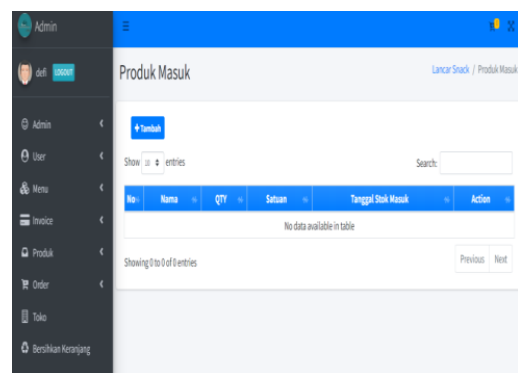 Admin
defi LOGOUT
Admin
User
Menu
Invoice
Produk
Order
Toko
Bersihkan Keranjang
Produk Masuk
Lancar Snack / Produk Masuk
+ Tambah
Show 10 entries
Search:
No Nama QTY Satuan Tanggal Stok Masuk Action
No data available in table
Showing 0 to 0 of 0 entries
Previous Next